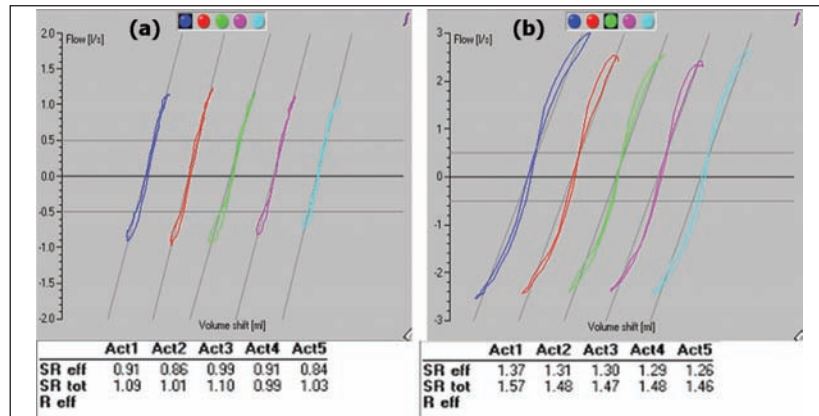 (a)
Flow [l/s]
2.0
1.5
1.0
0.5
0.0
-0.5
-1.0
-1.5
-2.0
Volume shift [ml]
Act1 Act2 Act3 Act4 Act5
SR eff 0.91 0.86 0.99 0.91 0.84
SR tot 1.09 1.01 1.10 0.99 1.03
R eff
(b)
Flow [l/s]
3
2
1
0
-1
-2
-3
Volume shift [ml]
Act1 Act2 Act3 Act4 Act5
SR eff 1.37 1.31 1.30 1.29 1.26
SR tot 1.57 1.48 1.47 1.48 1.46
R eff